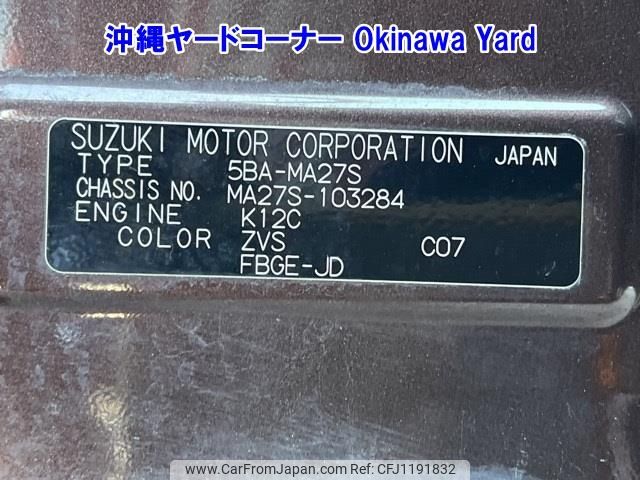 沖縄ヤードコーナー Okinawa Yard
SUZUKI MOTOR CORPORATION JAPAN
TYPE 5BA-MA27S
CHASSIS NO. MA27S-103284
ENGINE K12C
COLOR ZVS C07
FBGE-JD
www.CarFromJapan.com Ref No. CFJ1191832